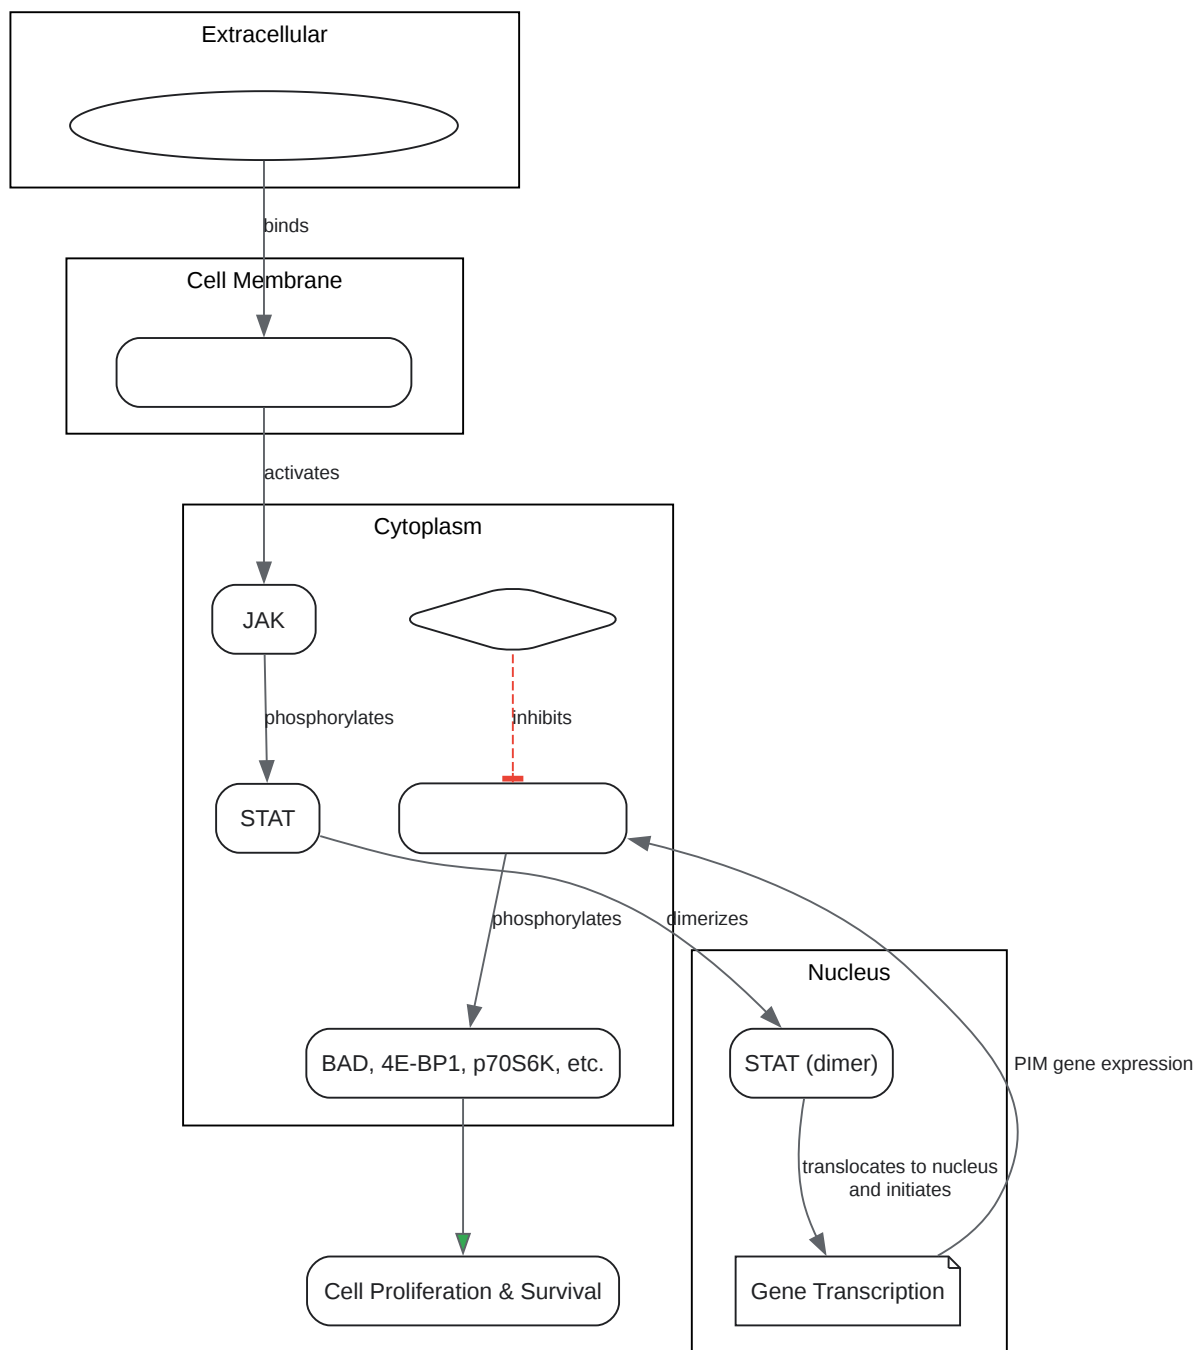 Extracellular
binds
Cell Membrane
activates
Cytoplasm
JAK
phosphorylates
inhibits
STAT
phosphorylates
dimerizes
Nucleus
BAD, 4E-BP1, p70S6K, etc.
STAT (dimer)
PIM gene expression
translocates to nucleus
and initiates
Cell Proliferation & Survival
Gene Transcription